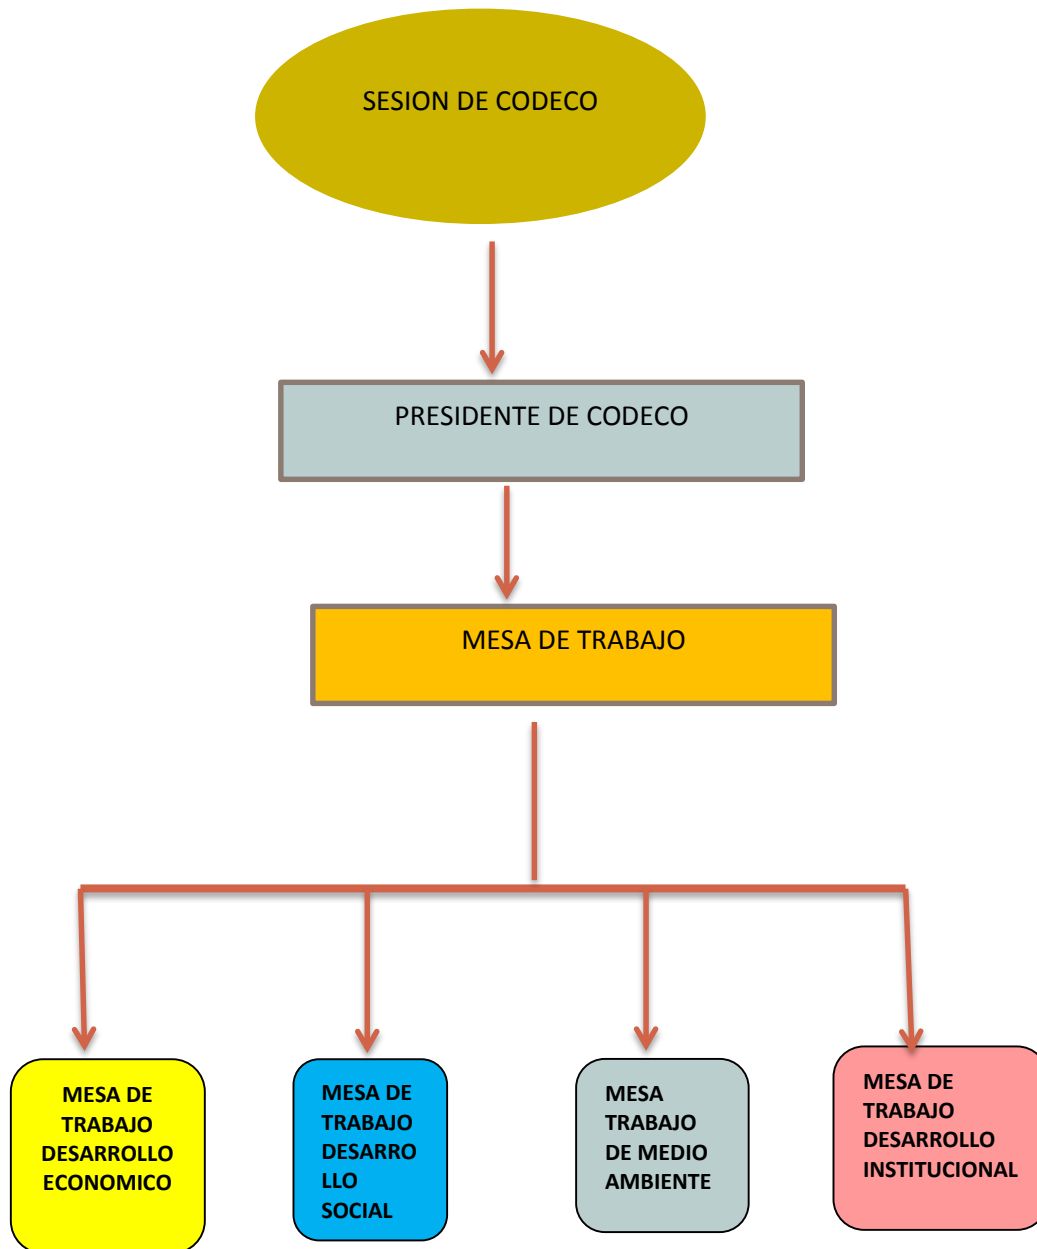 SESION DE CODECO
PRESIDENTE DE CODECO
MESA DE TRABAJO
MESA DE
TRABAJO
DESARROLLO
ECONOMICO
MESA DE
TRABAJO
DESARRO
LLO
SOCIAL
MESA
TRABAJO
DE MEDIO
AMBIENTE
MESA DE
TRABAJO
DESARROLLO
INSTITUCIONAL